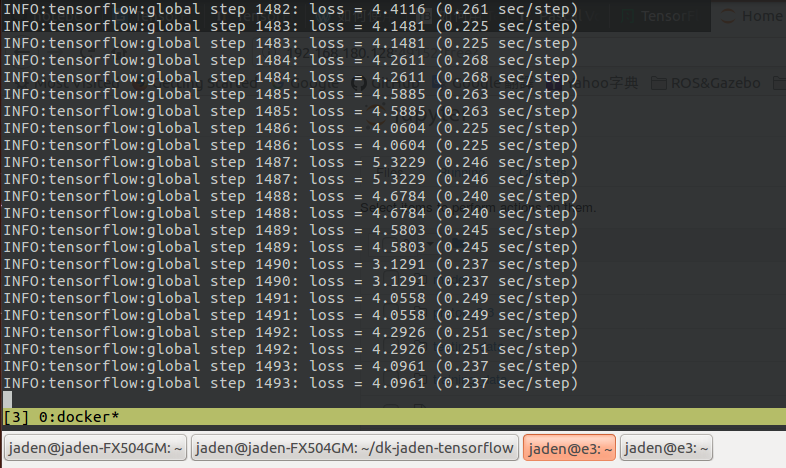 INFO:tensorflow:global step 1482: loss = 4.4116 (0.261 sec/step)
INFO:tensorflow:global step 1483: loss = 4.1481 (0.225 sec/step)
INFO:tensorflow:global step 1483: loss = 4.1481 (0.225 sec/step)
INFO:tensorflow:global step 1484: loss = 4.2611 (0.268 sec/step)
INFO:tensorflow:global step 1484: loss = 4.2611 (0.268 sec/step)
INFO:tensorflow:global step 1485: loss = 4.5885 (0.263 sec/step)
INFO:tensorflow:global step 1485: loss = 4.5885 (0.263 sec/step)
INFO:tensorflow:global step 1486: loss = 4.0604 (0.225 sec/step)
INFO:tensorflow:global step 1486: loss = 4.0604 (0.225 sec/step)
INFO:tensorflow:global step 1487: loss = 5.3229 (0.246 sec/step)
INFO:tensorflow:global step 1487: loss = 5.3229 (0.246 sec/step)
INFO:tensorflow:global step 1488: loss = 4.6784 (0.240 sec/step)
INFO:tensorflow:global step 1488: loss = 4.6784 (0.240 sec/step)
INFO:tensorflow:global step 1489: loss = 4.5803 (0.245 sec/step)
INFO:tensorflow:global step 1489: loss = 4.5803 (0.245 sec/step)
INFO:tensorflow:global step 1490: loss = 3.1291 (0.237 sec/step)
INFO:tensorflow:global step 1490: loss = 3.1291 (0.237 sec/step)
INFO:tensorflow:global step 1491: loss = 4.0558 (0.249 sec/step)
INFO:tensorflow:global step 1491: loss = 4.0558 (0.249 sec/step)
INFO:tensorflow:global step 1492: loss = 4.2926 (0.251 sec/step)
INFO:tensorflow:global step 1492: loss = 4.2926 (0.251 sec/step)
INFO:tensorflow:global step 1493: loss = 4.0961 (0.237 sec/step)
INFO:tensorflow:global step 1493: loss = 4.0961 (0.237 sec/step)
TensorF
Home
ROS&Gazebo
[3] 0:docker*
jaden@jaden-FX504GM: ~
jaden@jaden-FX504GM: ~/dk-jaden-tensorflow
jaden@e3: ~
jaden@e3: ~